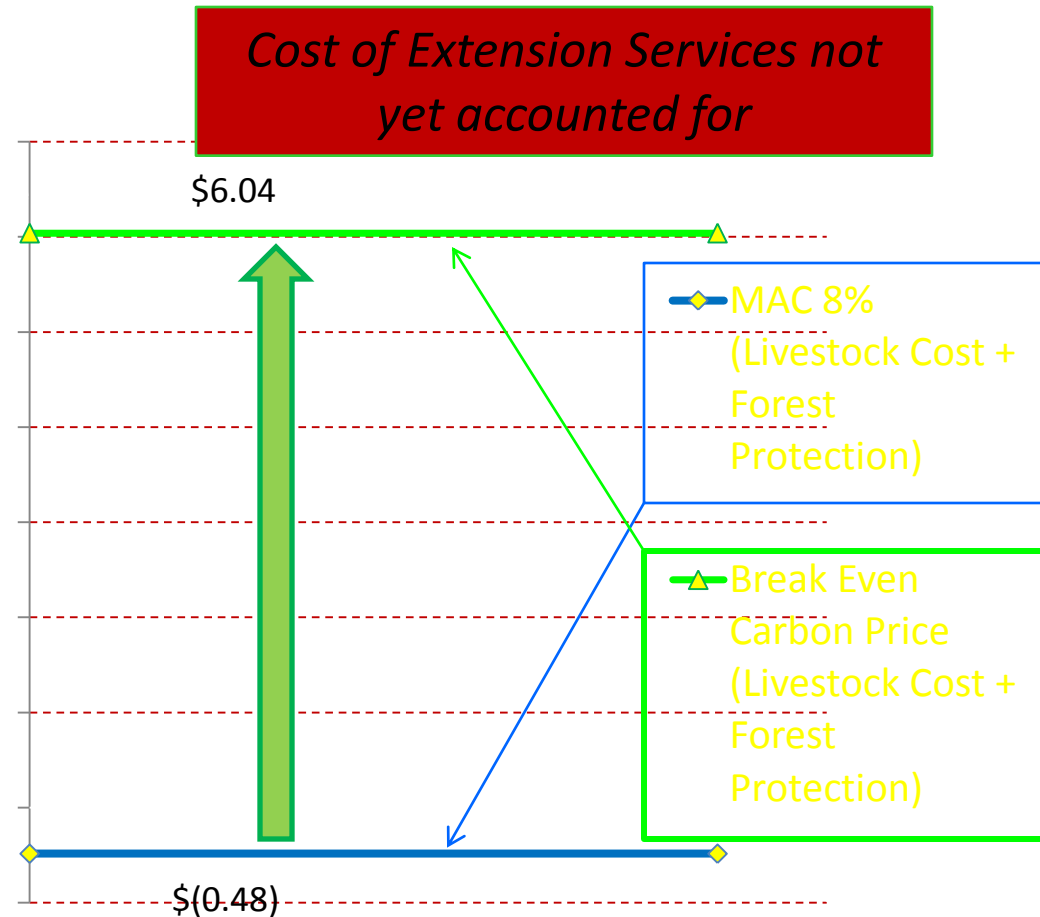 Cost of Extension Services not
yet accounted for
$6.04
MAC 8%
(Livestock Cost +
Forest
Protection)
Break Even
Carbon Price
(Livestock Cost +
Forest
Protection)
$(0.48)